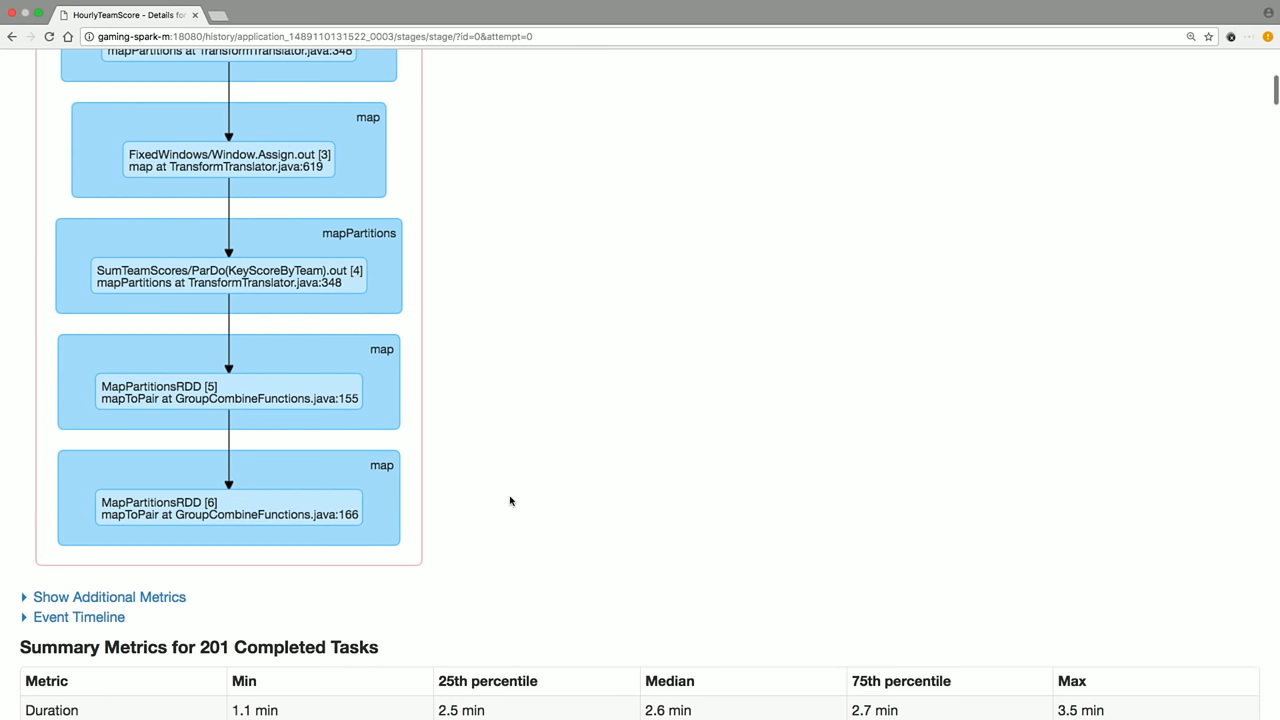 HourlyTeamScore - Details for
gaming-spark-m:18080/history/application_1489110131522_0003/stages/stage/?id=0&attempt=0
mapPartitions at TransformTranslator.java:348
map
FixedWindows/Window.Assign.out [3]
map at TransformTranslator.java:619
mapPartitions
SumTeamScores/ParDo(KeyScoreByTeam).out [4]
mapPartitions at TransformTranslator.java:348
map
MapPartitionsRDD [5]
mapToPair at GroupCombineFunctions.java:155
map
MapPartitionsRDD [6]
mapToPair at GroupCombineFunctions.java:166
Show Additional Metrics
Event Timeline
Summary Metrics for 201 Completed Tasks
Metric Min 25th percentile Median 75th percentile Max
Duration 1.1 min 2.5 min 2.6 min 2.7 min 3.5 min